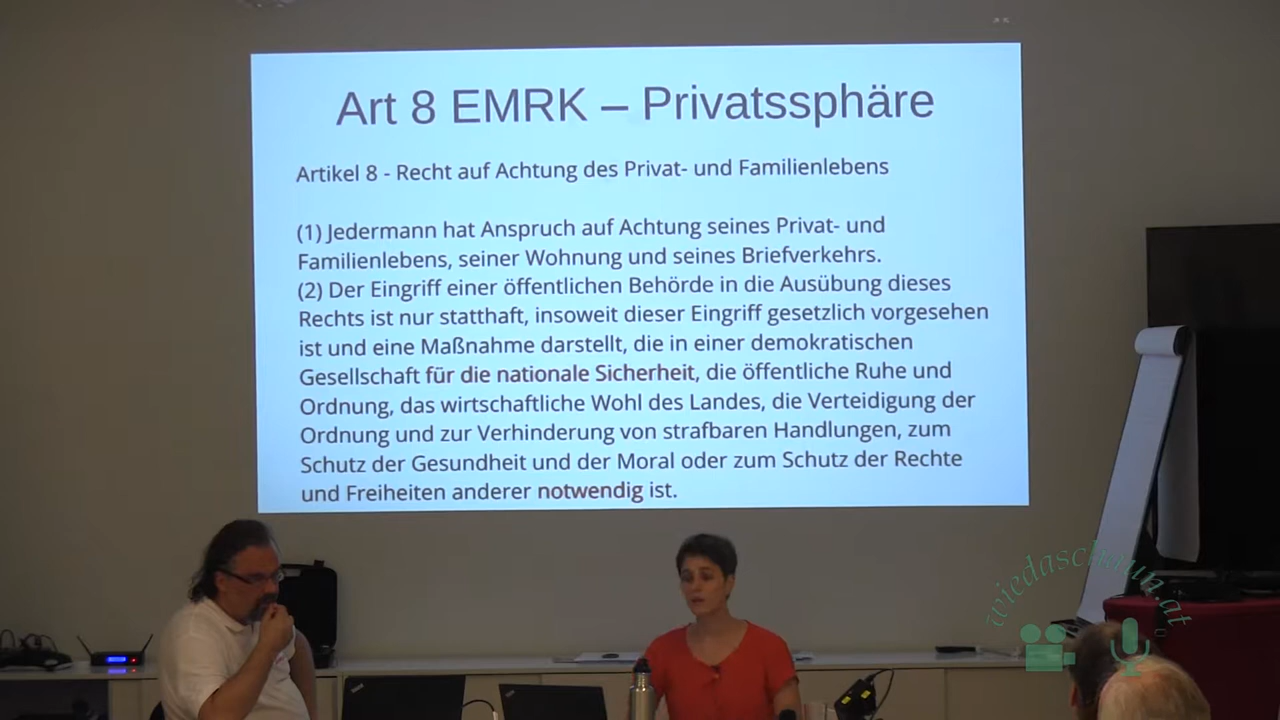 Art 8 EMRK – Privatssphäre
Artikel 8 - Recht auf Achtung des Privat- und Familienlebens
(1) Jedermann hat Anspruch auf Achtung seines Privat- und
Familienlebens, seiner Wohnung und seines Briefverkehrs.
(2) Der Eingriff einer öffentlichen Behörde in die Ausübung dieses
Rechts ist nur statthaft, insoweit dieser Eingriff gesetzlich vorgesehen
ist und eine Maßnahme darstellt, die in einer demokratischen
Gesellschaft für die nationale Sicherheit, die öffentliche Ruhe und
Ordnung, das wirtschaftliche Wohl des Landes, die Verteidigung der
Ordnung und zur Verhinderung von strafbaren Handlungen, zum
Schutz der Gesundheit und der Moral oder zum Schutz der Rechte
und Freiheiten anderer notwendig ist.
wiedaschaun.at